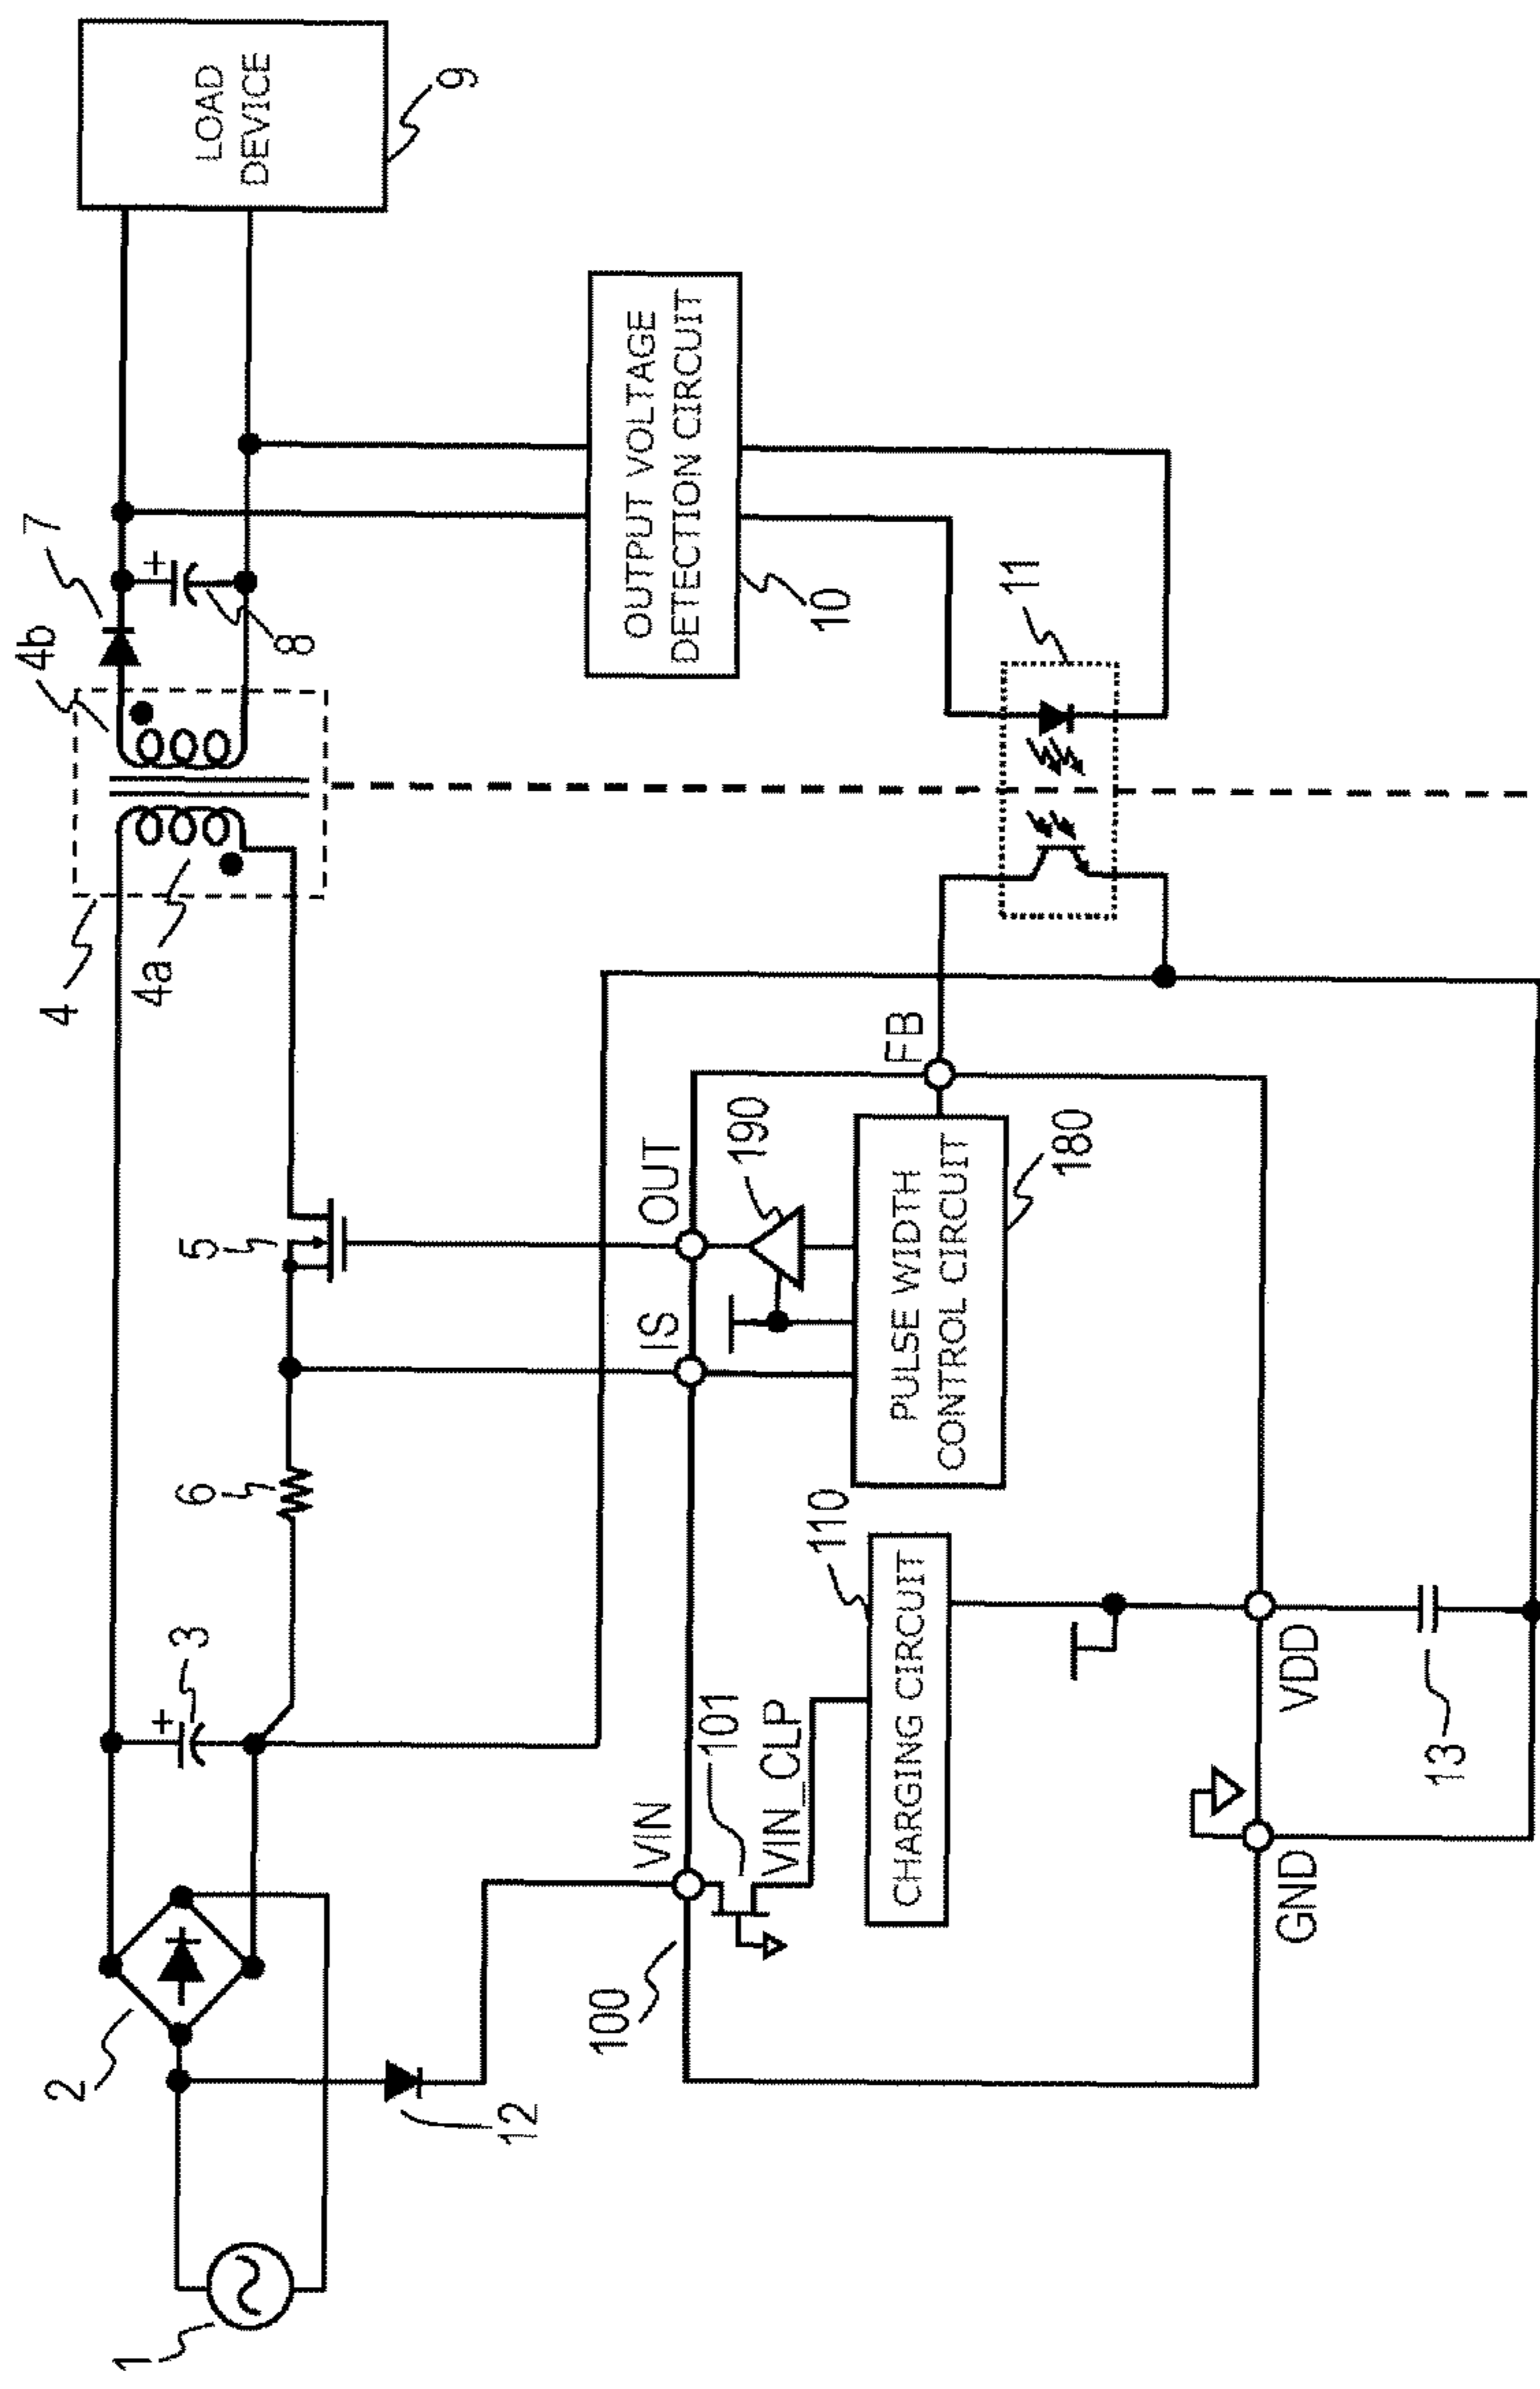 LOAD
DEVICE
9
7
4b
8
OUTPUT VOLTAGE
DETECTION CIRCUIT
10
11
4
4a
FB
5
OUT
190
IS
PULSE WIDTH
CONTROL CIRCUIT
180
6
3
+
+
110
CHARGING CIRCUIT
VIN
101
VIN_CLP
VDD
13
GND
100
2
12
1